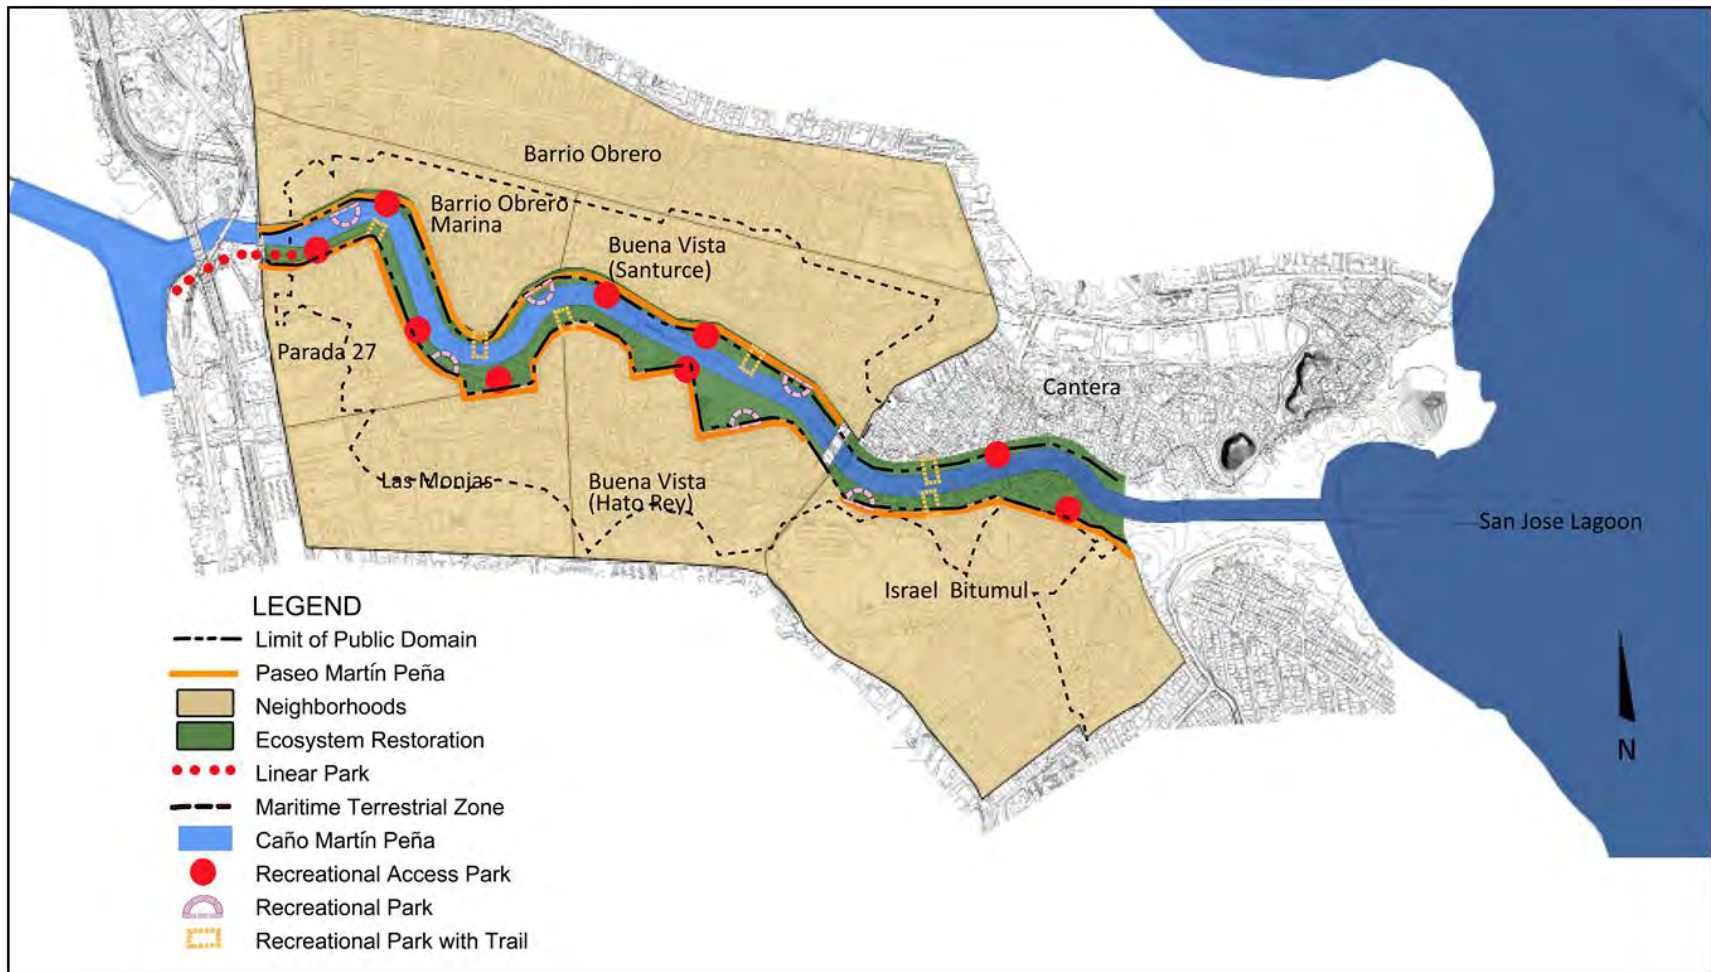 Barrio Obrero
Barrio Obrero
Marina
Buena Vista
(Santurce)
Parada 27
Cantera
Las Monjas
Buena Vista
(Hato Rey)
San Jose Lagoon
Israel Bitumul
LEGEND
Limit of Public Domain
Paseo Martín Peña
Neighborhoods
Ecosystem Restoration
Linear Park
Maritime Terrestrial Zone
Caño Martín Peña
Recreational Access Park
Recreational Park
Recreational Park with Trail
N